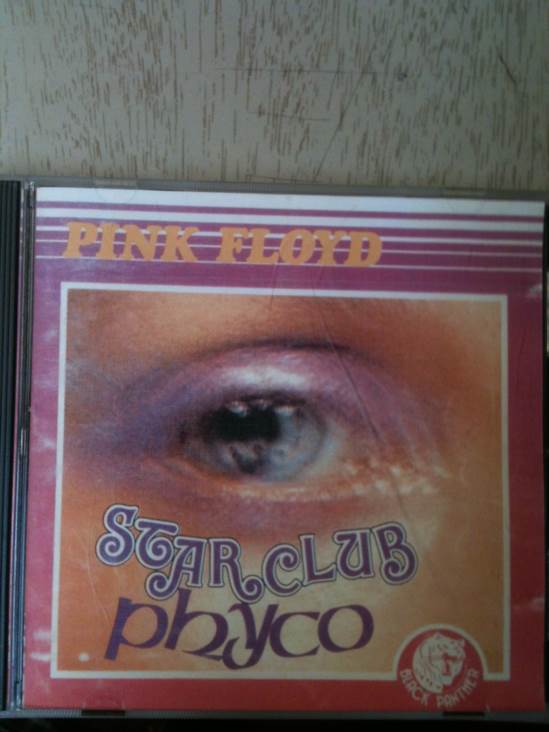 PINK FLOYD
STAR CLUB
phyco
BLACK PANTHER